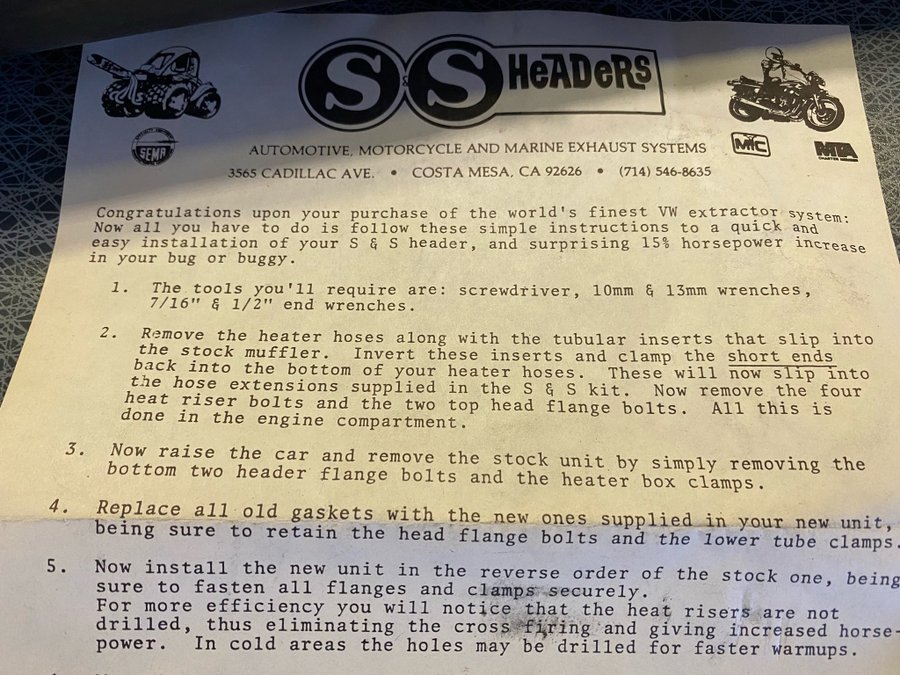 S&S HEADERS
SEMA
MIC
MTA
AUTOMOTIVE, MOTORCYCLE AND MARINE EXHAUST SYSTEMS
3565 CADILLAC AVE. • COSTA MESA, CA 92626 • (714) 546-8635
Congratulations upon your purchase of the world's finest VW extractor system:
Now all you have to do is follow these simple instructions to a quick and
easy installation of your S & S header, and surprising 15% horsepower increase
in your bug or buggy.
1. The tools you'll require are: screwdriver, 10mm & 13mm wrenches,
7/16" & 1/2" end wrenches.
2. Remove the heater hoses along with the tubular inserts that slip into
the stock muffler. Invert these inserts and clamp the short ends
back into the bottom of your heater hoses. These will now slip into
the hose extensions supplied in the S & S kit. Now remove the four
heat riser bolts and the two top head flange bolts. All this is
done in the engine compartment.
3. Now raise the car and remove the stock unit by simply removing the
bottom two header flange bolts and the heater box clamps.
4. Replace all old gaskets with the new ones supplied in your new unit,
being sure to retain the head flange bolts and the lower tube clamps.
5. Now install the new unit in the reverse order of the stock one, being
sure to fasten all flanges and clamps securely.
For more efficiency you will notice that the heat risers are not
drilled, thus eliminating the cross firing and giving increased horse-
power. In cold areas the holes may be drilled for faster warmups.